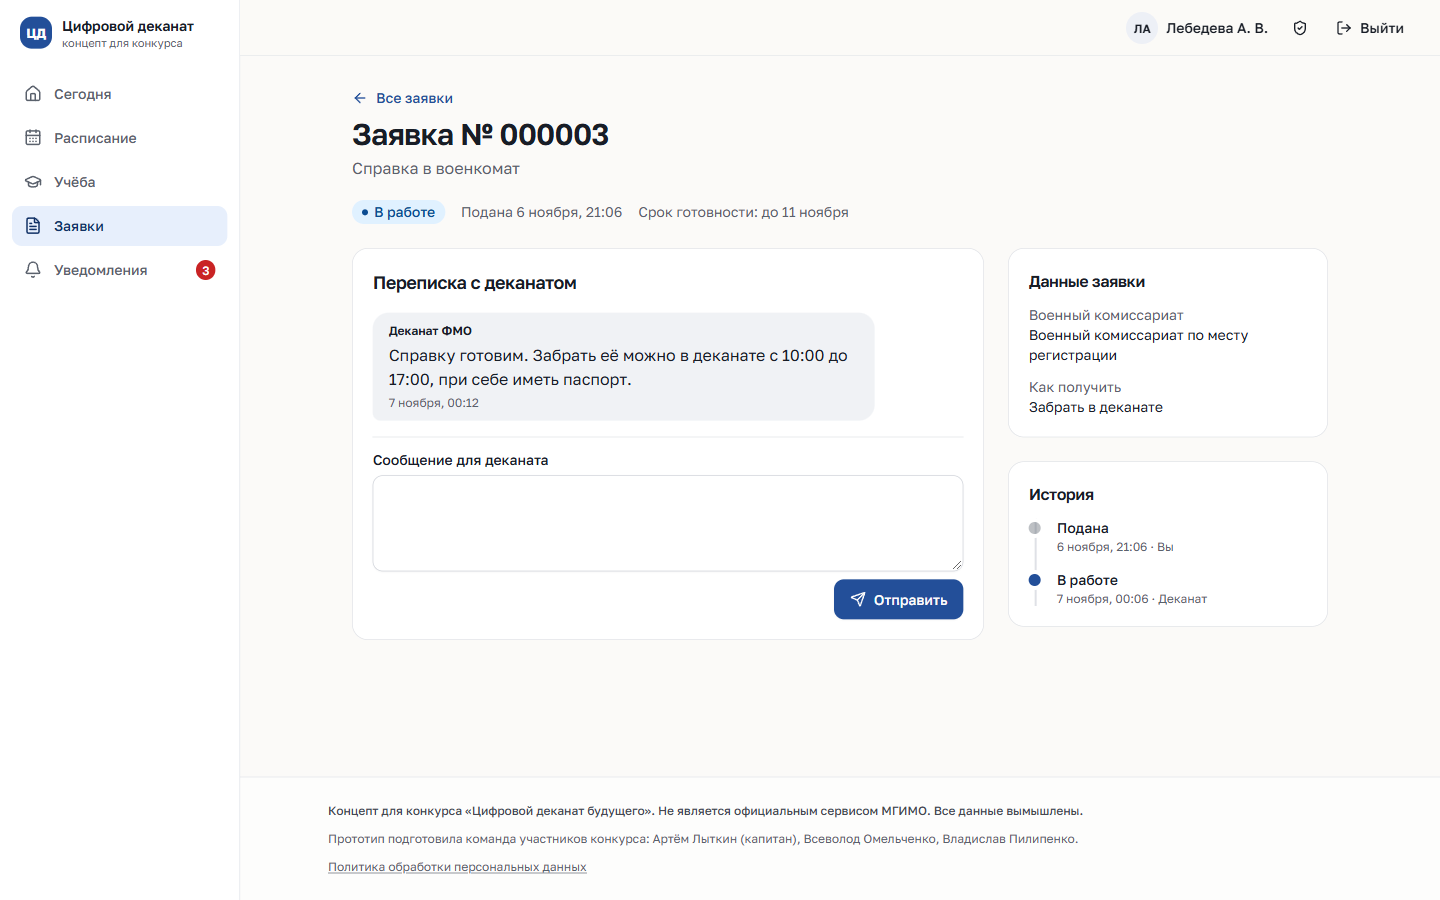 ЦД
Цифровой деканат
концепт для конкурса
Сегодня
Расписание
Учёба
Заявки
Уведомления
3
ЛА
Лебедева А. В.
Выйти
Все заявки
Заявка № 000003
Справка в военкомат
В работе
Подана 6 ноября, 21:06
Срок готовности: до 11 ноября
Переписка с деканатом
Деканат ФМО
Справку готовим. Забрать её можно в деканате с 10:00 до
17:00, при себе иметь паспорт.
7 ноября, 00:12
Сообщение для деканата
Отправить
Данные заявки
Военный комиссариат
Военный комиссариат по месту
регистрации
Как получить
Забрать в деканате
История
Подана
6 ноября, 21:06 · Вы
В работе
7 ноября, 00:06 · Деканат
Концепт для конкурса «Цифровой деканат будущего». Не является официальным сервисом МГИМО. Все данные вымышлены.
Прототип подготовила команда участников конкурса: Артём Лыткин (капитан), Всеволод Омельченко, Владислав Пилипенко.
Политика обработки персональных данных